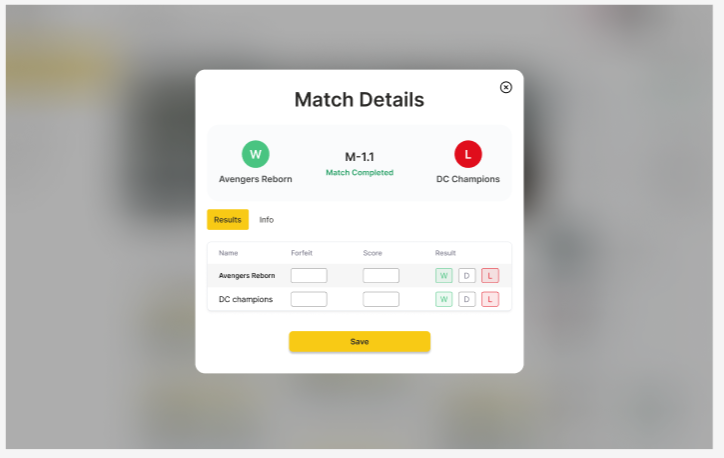 Match Details
W
M-1.1
L
Avengers Reborn
Match Completed
DC Champions
Results Info
Name Forfeit Score Result
Avengers Reborn W D L
DC champions W D L
Save